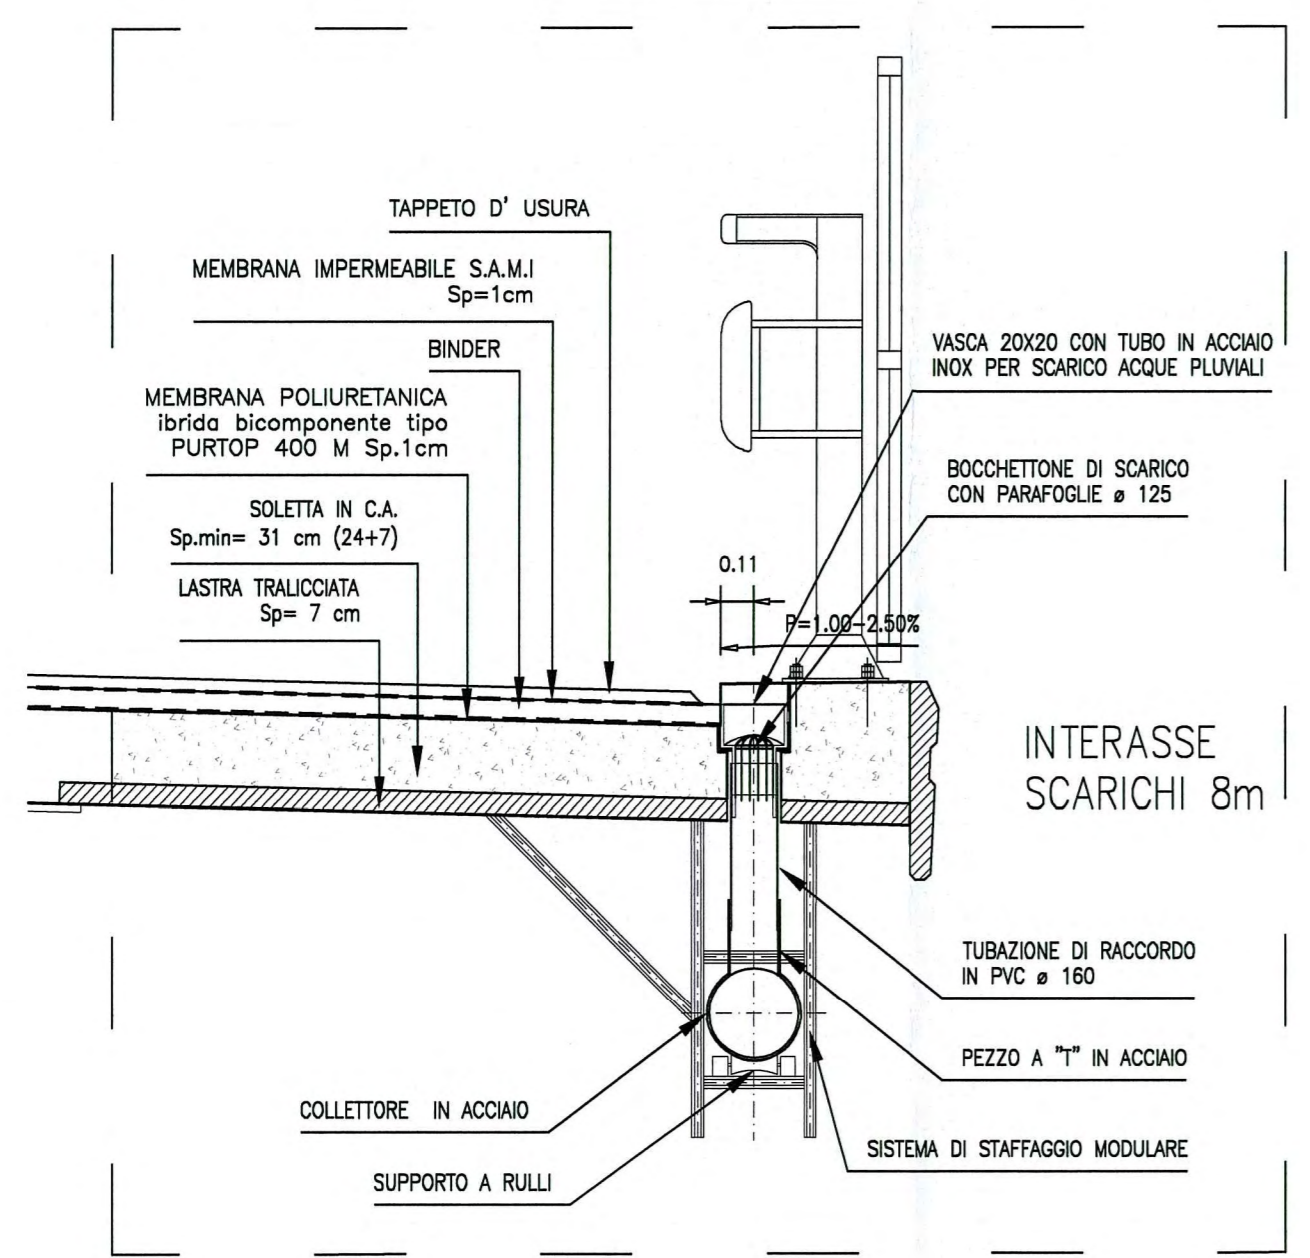 TAPPETO D' USURA
MEMBRANA IMPERMEABILE S.A.M.I
Sp=1cm
BINDER
MEMBRANA POLIURETANICA
ibrida bicomponente tipo
PURTOP 400 M Sp.1cm
SOLETTA IN C.A.
Sp.min= 31 cm (24+7)
LASTRA TRALICCIATA
Sp= 7 cm
VASCA 20X20 CON TUBO IN ACCIAIO
INOX PER SCARICO ACQUE PLUVIALI
BOCCHETTONE DI SCARICO
CON PARAFOGLIE ø 125
0.11
P=1.00-2.50%
INTERASSE
SCARICHI 8m
TUBAZIONE DI RACCORDO
IN PVC ø 160
PEZZO A "T" IN ACCIAIO
COLLETTORE IN ACCIAIO
SISTEMA DI STAFFAGGIO MODULARE
SUPPORTO A RULLI